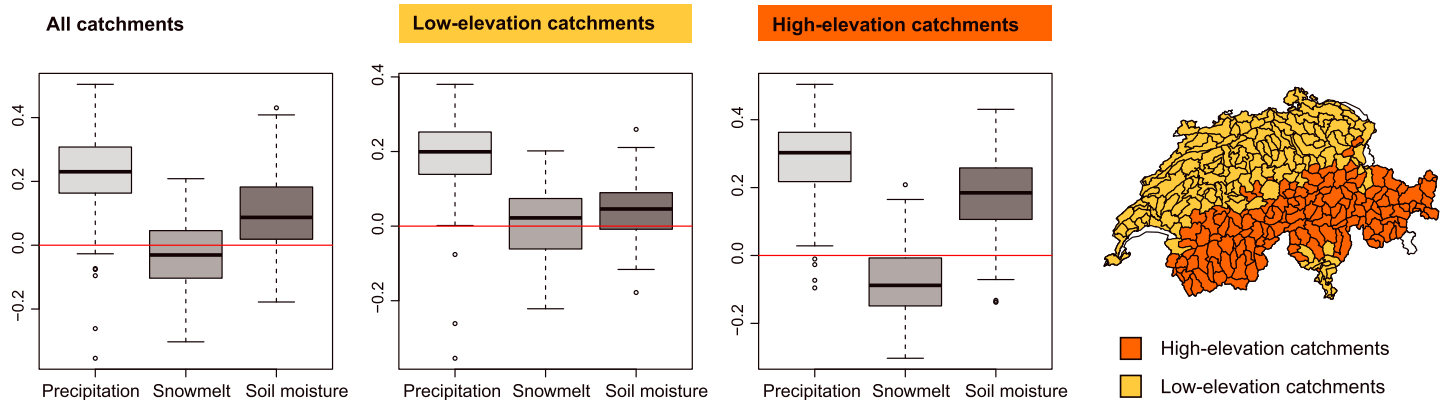 All catchments
Low-elevation catchments
High-elevation catchments
0.4
0.2
0.0
−0.2
Precipitation Snowmelt Soil moisture
0.4
0.2
0.0
−0.2
Precipitation Snowmelt Soil moisture
0.4
0.2
0.0
−0.2
Precipitation Snowmelt Soil moisture
High-elevation catchments
Low-elevation catchments